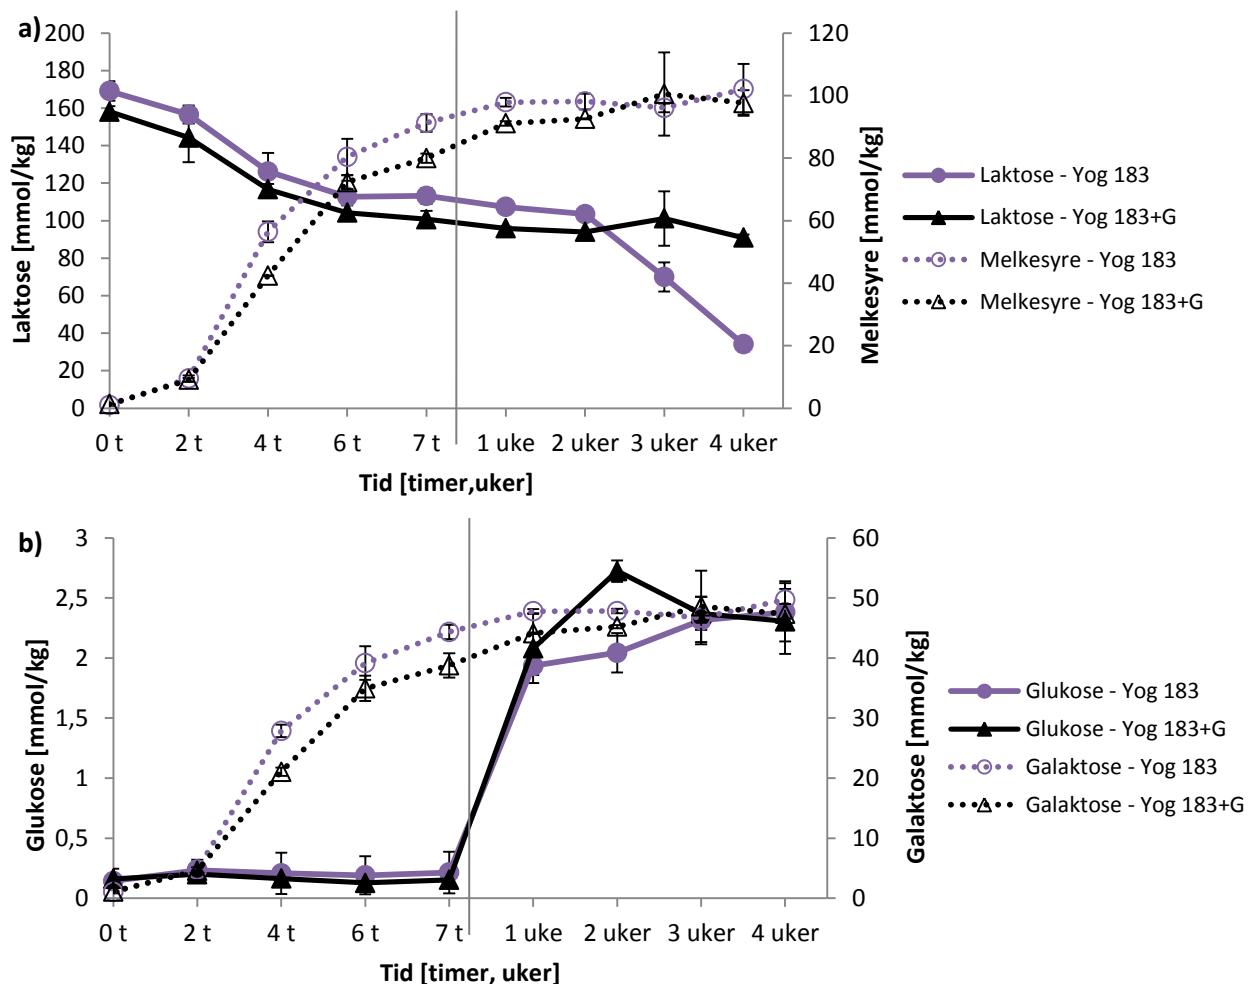 a)
200
180
160
140
120
100
80
60
40
20
0
Laktose [mmol/kg]
120
100
80
60
40
20
0
Melkesyre [mmol/kg]
0 t 2 t 4 t 6 t 7 t 1 uke 2 uker 3 uker 4 uker
Tid [timer,uker]
Laktose - Yog 183
Laktose - Yog 183+G
Melkesyre - Yog 183
Melkesyre - Yog 183+G
b)
3
2,5
2
1,5
1
0,5
0
Glukose [mmol/kg]
60
50
40
30
20
10
0
Galaktose [mmol/kg]
0 t 2 t 4 t 6 t 7 t 1 uke 2 uker 3 uker 4 uker
Tid [timer, uker]
Glukose - Yog 183
Glukose - Yog 183+G
Galaktose - Yog 183
Galaktose - Yog 183+G